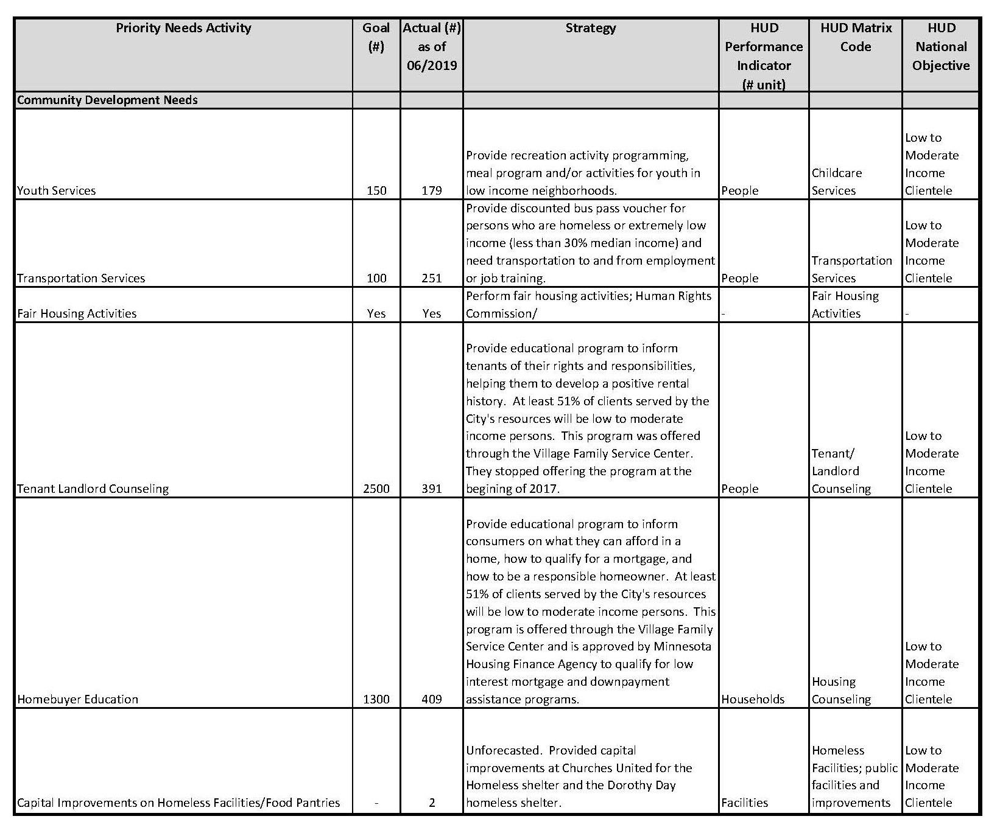 Priority Needs Activity
Goal (#)
Actual (#) as of 06/2019
Strategy
HUD Performance Indicator (# unit)
HUD Matrix Code
HUD National Objective
Community Development Needs
Youth Services
150
179
Provide recreation activity programming,
meal program and/or activities for youth in
low income neighborhoods.
People
Childcare
Services
Low to
Moderate
Income
Clientele
Transportation Services
100
251
Provide discounted bus pass voucher for
persons who are homeless or extremely low
income (less than 30% median income) and
need transportation to and from employment
or job training.
People
Transportation
Services
Low to
Moderate
Income
Clientele
Fair Housing Activities
Yes
Yes
Perform fair housing activities; Human Rights
Commission/
-
Fair Housing
Activities
-
Tenant Landlord Counseling
2500
391
Provide educational program to inform
tenants of their rights and responsibilities,
helping them to develop a positive rental
history.  At least 51% of clients served by the
City's resources will be low to moderate
income persons.  This program was offered
through the Village Family Service Center.
They stopped offering the program at the
begining of 2017.
People
Tenant/
Landlord
Counseling
Low to
Moderate
Income
Clientele
Homebuyer Education
1300
409
Provide educational program to inform
consumers on what they can afford in a
home, how to qualify for a mortgage, and
how to be a responsible homeowner.  At least
51% of clients served by the City's resources
will be low to moderate income persons.  This
program is offered through the Village Family
Service Center and is approved by Minnesota
Housing Finance Agency to qualify for low
interest mortgage and downpayment
assistance programs.
Households
Housing
Counseling
Low to
Moderate
Income
Clientele
Capital Improvements on Homeless Facilities/Food Pantries
-
2
Unforecasted.  Provided capital
improvements at Churches United for the
Homeless shelter and the Dorothy Day
homeless shelter.
Facilities
Homeless
Facilities; public
facilities and
improvements
Low to
Moderate
Income
Clientele